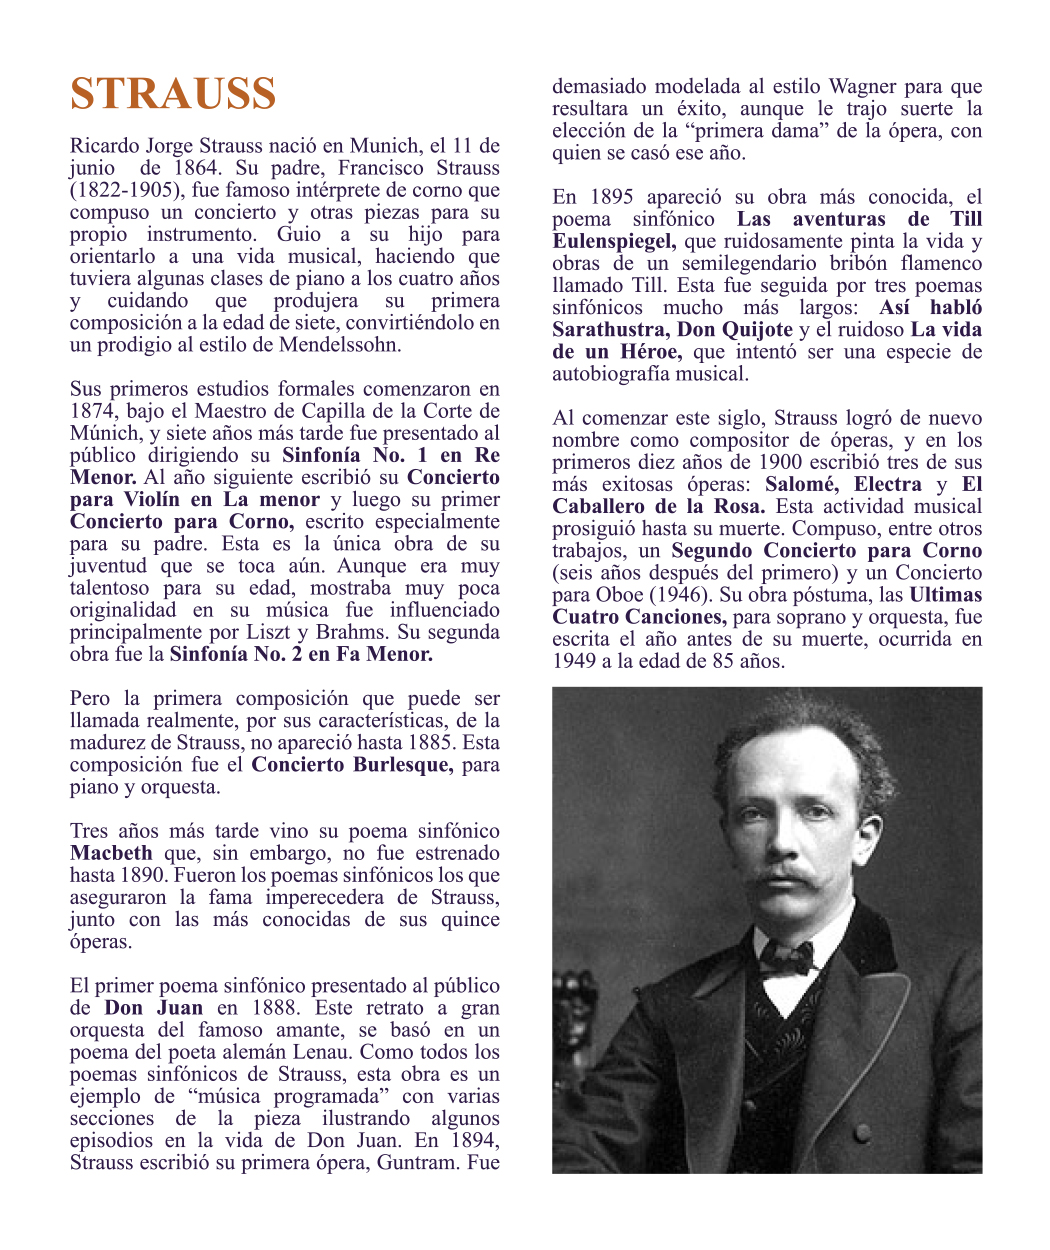 STRAUSS
Ricardo Jorge Strauss nació en Munich, el 11 de
junio de 1864. Su padre, Francisco Strauss
(1822-1905), fue famoso intérprete de corno que
compuso un concierto y otras piezas para su
propio instrumento. Guio a su hijo para
orientarlo a una vida musical, haciendo que
tuviera algunas clases de piano a los cuatro años
y cuidando que produjera su primera
composición a la edad de siete, convirtiéndolo en
un prodigio al estilo de Mendelssohn.
Sus primeros estudios formales comenzaron en
1874, bajo el Maestro de Capilla de la Corte de
Múnich, y siete años más tarde fue presentado al
público dirigiendo su Sinfonía No. 1 en Re
Menor. Al año siguiente escribió su Concierto
para Violín en La menor y luego su primer
Concierto para Corno, escrito especialmente
para su padre. Esta es la única obra de su
juventud que se toca aún. Aunque era muy
talentoso para su edad, mostraba muy poca
originalidad en su música fue influenciado
principalmente por Liszt y Brahms. Su segunda
obra fue la Sinfonía No. 2 en Fa Menor.
Pero la primera composición que puede ser
llamada realmente, por sus características, de la
madurez de Strauss, no apareció hasta 1885. Esta
composición fue el Concierto Burlesque, para
piano y orquesta.
Tres años más tarde vino su poema sinfónico
Macbeth que, sin embargo, no fue estrenado
hasta 1890. Fueron los poemas sinfónicos los que
aseguraron la fama imperecedera de Strauss,
junto con las más conocidas de sus quince
óperas.
El primer poema sinfónico presentado al público
de Don Juan en 1888. Este retrato a gran
orquesta del famoso amante, se basó en un
poema del poeta alemán Lenau. Como todos los
poemas sinfónicos de Strauss, esta obra es un
ejemplo de “música programada” con varias
secciones de la pieza ilustrando algunos
episodios en la vida de Don Juan. En 1894,
Strauss escribió su primera ópera, Guntram. Fue
demasiado modelada al estilo Wagner para que
resultara un éxito, aunque le trajo suerte la
elección de la “primera dama” de la ópera, con
quien se casó ese año.
En 1895 apareció su obra más conocida, el
poema sinfónico Las aventuras de Till
Eulenspiegel, que ruidosamente pinta la vida y
obras de un semilegendario bribón flamenco
llamado Till. Esta fue seguida por tres poemas
sinfónicos mucho más largos: Así habló
Sarathustra, Don Quijote y el ruidoso La vida
de un Héroe, que intentó ser una especie de
autobiografía musical.
Al comenzar este siglo, Strauss logró de nuevo
nombre como compositor de óperas, y en los
primeros diez años de 1900 escribió tres de sus
más exitosas óperas: Salomé, Electra y El
Caballero de la Rosa. Esta actividad musical
prosiguió hasta su muerte. Compuso, entre otros
trabajos, un Segundo Concierto para Corno
(seis años después del primero) y un Concierto
para Oboe (1946). Su obra póstuma, las Ultimas
Cuatro Canciones, para soprano y orquesta, fue
escrita el año antes de su muerte, ocurrida en
1949 a la edad de 85 años.